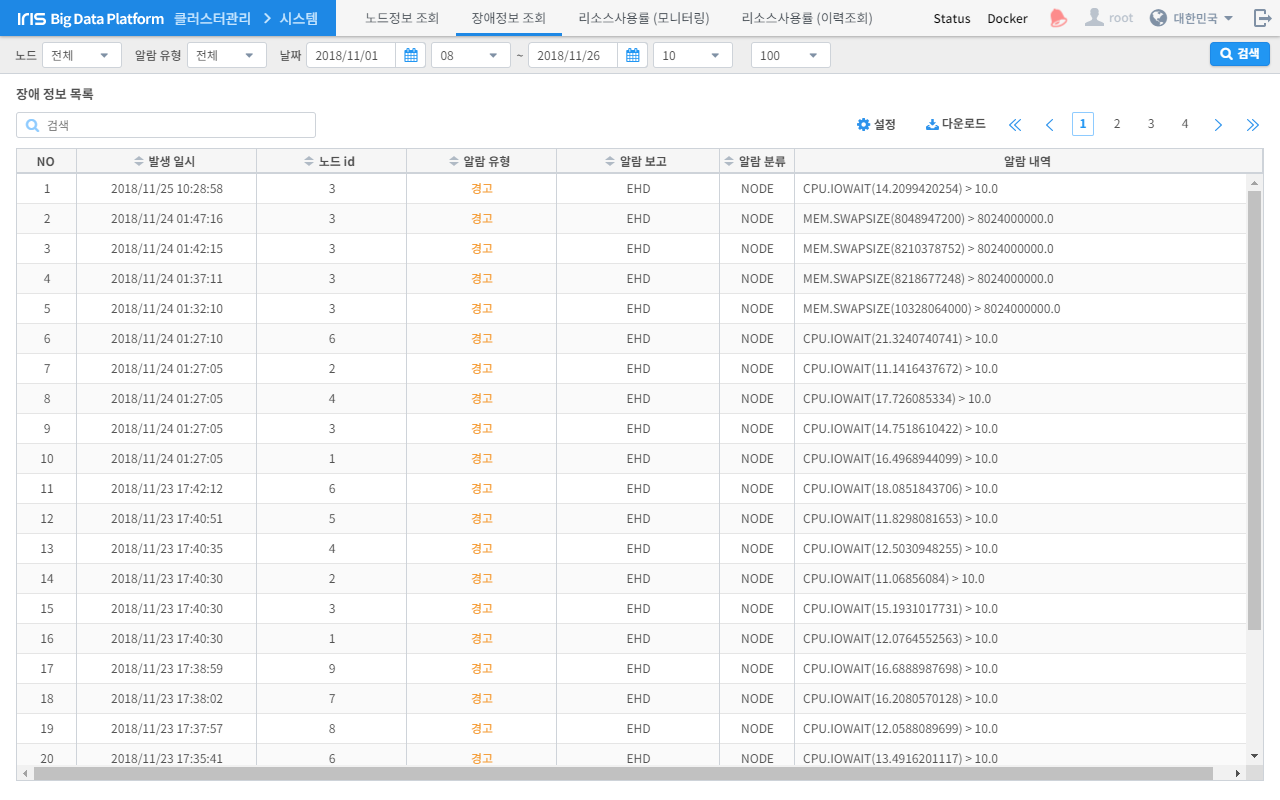 IRIS Big Data Platform 클러스터관리 > 시스템 노드정보 조회 장애정보 조회 리소스사용률 (모니터링) 리소스사용률 (이력조회) Status Docker root 대한민국
노드 전체 알람 유형 전체 날짜 2018/11/01 08 ~ 2018/11/26 10 100 검색
장애 정보 목록
검색 설정 다운로드 1 2 3 4
NO 발생 일시 노드 id 알람 유형 알람 보고 알람 분류 알람 내역
1 2018/11/25 10:28:58 3 경고 EHD NODE CPU.IOWAIT(14.2099420254) > 10.0
2 2018/11/24 01:47:16 3 경고 EHD NODE MEM.SWAPSIZE(8048947200) > 8024000000.0
3 2018/11/24 01:42:15 3 경고 EHD NODE MEM.SWAPSIZE(8210378752) > 8024000000.0
4 2018/11/24 01:37:11 3 경고 EHD NODE MEM.SWAPSIZE(8218677248) > 8024000000.0
5 2018/11/24 01:32:10 3 경고 EHD NODE MEM.SWAPSIZE(10328064000) > 8024000000.0
6 2018/11/24 01:27:10 6 경고 EHD NODE CPU.IOWAIT(21.3240740741) > 10.0
7 2018/11/24 01:27:05 2 경고 EHD NODE CPU.IOWAIT(11.1416437672) > 10.0
8 2018/11/24 01:27:05 4 경고 EHD NODE CPU.IOWAIT(17.726085334) > 10.0
9 2018/11/24 01:27:05 3 경고 EHD NODE CPU.IOWAIT(14.7518610422) > 10.0
10 2018/11/24 01:27:05 1 경고 EHD NODE CPU.IOWAIT(16.4968944099) > 10.0
11 2018/11/23 17:42:12 6 경고 EHD NODE CPU.IOWAIT(18.0851843706) > 10.0
12 2018/11/23 17:40:51 5 경고 EHD NODE CPU.IOWAIT(11.8298081653) > 10.0
13 2018/11/23 17:40:35 4 경고 EHD NODE CPU.IOWAIT(12.5030948255) > 10.0
14 2018/11/23 17:40:30 2 경고 EHD NODE CPU.IOWAIT(11.06856084) > 10.0
15 2018/11/23 17:40:30 3 경고 EHD NODE CPU.IOWAIT(15.1931017731) > 10.0
16 2018/11/23 17:40:30 1 경고 EHD NODE CPU.IOWAIT(12.0764552563) > 10.0
17 2018/11/23 17:38:59 9 경고 EHD NODE CPU.IOWAIT(16.6888987698) > 10.0
18 2018/11/23 17:38:02 7 경고 EHD NODE CPU.IOWAIT(16.2080570128) > 10.0
19 2018/11/23 17:37:57 8 경고 EHD NODE CPU.IOWAIT(12.0588089699) > 10.0
20 2018/11/23 17:35:41 6 경고 EHD NODE CPU.IOWAIT(13.4916201117) > 10.0